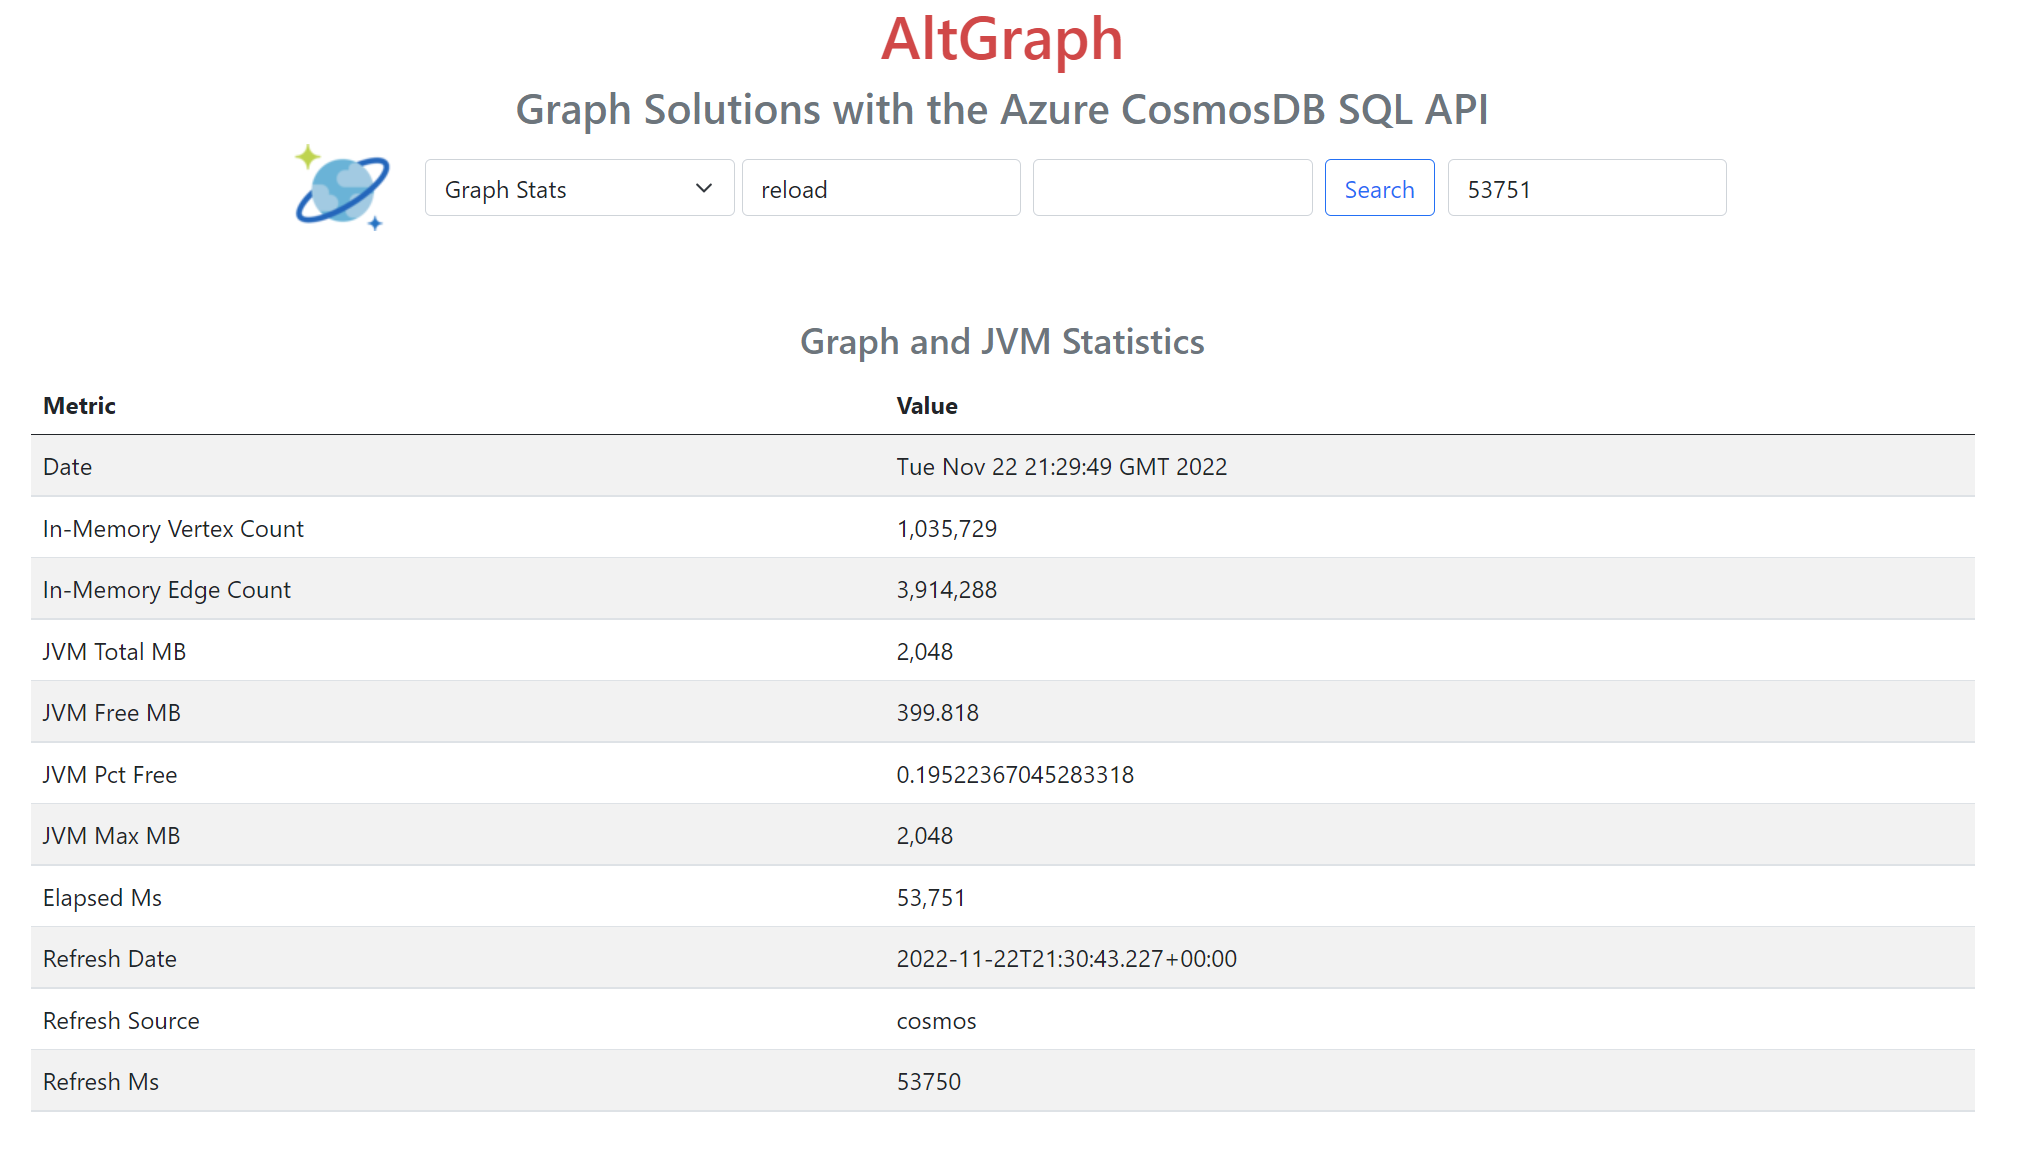 AltGraph
Graph Solutions with the Azure CosmosDB SQL API
Graph Stats reload Search 53751
Graph and JVM Statistics
Metric Value
Date Tue Nov 22 21:29:49 GMT 2022
In-Memory Vertex Count 1,035,729
In-Memory Edge Count 3,914,288
JVM Total MB 2,048
JVM Free MB 399.818
JVM Pct Free 0.19522367045283318
JVM Max MB 2,048
Elapsed Ms 53,751
Refresh Date 2022-11-22T21:30:43.227+00:00
Refresh Source cosmos
Refresh Ms 53750